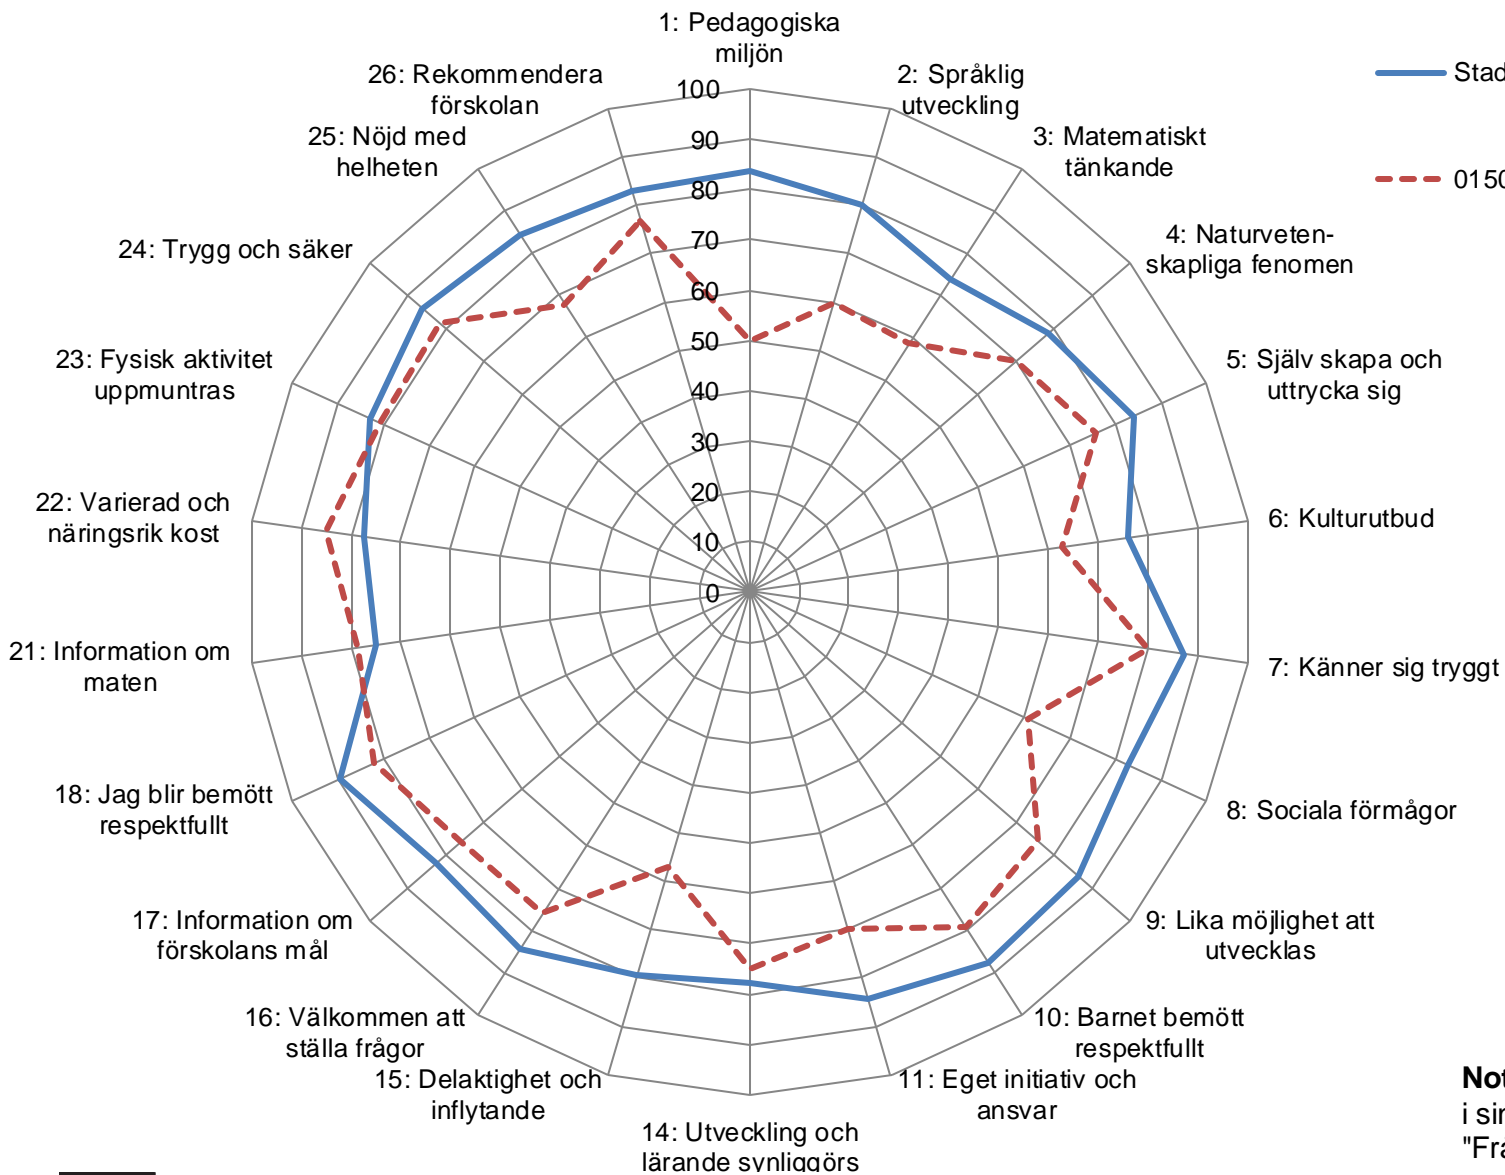 1: Pedagogiska
miljön
2: Språklig
utveckling
3: Matematiskt
tänkande
4: Naturveten-
skapliga fenomen
5: Själv skapa och
uttrycka sig
6: Kulturutbud
7: Känner sig tryggt
8: Sociala förmågor
9: Lika möjlighet att
utvecklas
10: Barnet bemött
respektfullt
11: Eget initiativ och
ansvar
14: Utveckling och
lärande synliggörs
15: Delaktighet och
inflytande
16: Välkommen att
ställa frågor
17: Information om
förskolans mål
18: Jag blir bemött
respektfullt
21: Information om
maten
22: Varierad och
näringsrik kost
23: Fysisk aktivitet
uppmuntras
24: Trygg och säker
25: Nöjd med
helheten
26: Rekommendera
förskolan
100
90
80
70
60
50
40
30
20
10
0
Stad
0150
Not
i sin
"Fra